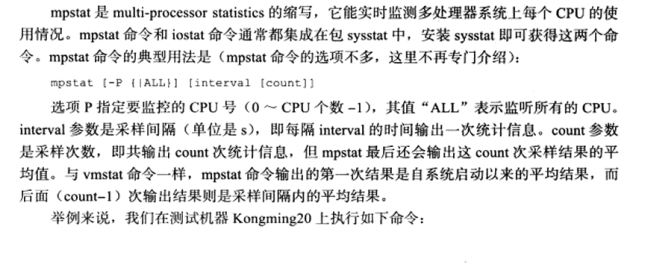 mpstat 是 multi-processor statistics 的缩写，它能实时监测多处理器系统上每个 CPU 的使
用情况。mpstat 命令和 iostat 命令通常都集成在包 sysstat 中，安装 sysstat 即可获得这两个命
令。mpstat 命令的典型用法是（mpstat 命令的选项不多，这里不再专门介绍）：
mpstat [-P {|ALL}] [interval [count]]
选项 P 指定要监控的 CPU 号（0 ～ CPU 个数 -1），其值“ALL”表示监听所有的 CPU。
interval 参数是采样间隔（单位是 s），即每隔 interval 的时间输出一次统计信息。count 参数
是采样次数，即共输出 count 次统计信息，但 mpstat 最后还会输出这 count 次采样结果的平
均值。与 vmstat 命令一样，mpstat 命令输出的第一次结果是自系统启动以来的平均结果，而
后面（count-1）次输出结果则是采样间隔内的平均结果。
举例来说，我们在测试机器 Kongming20 上执行如下命令：